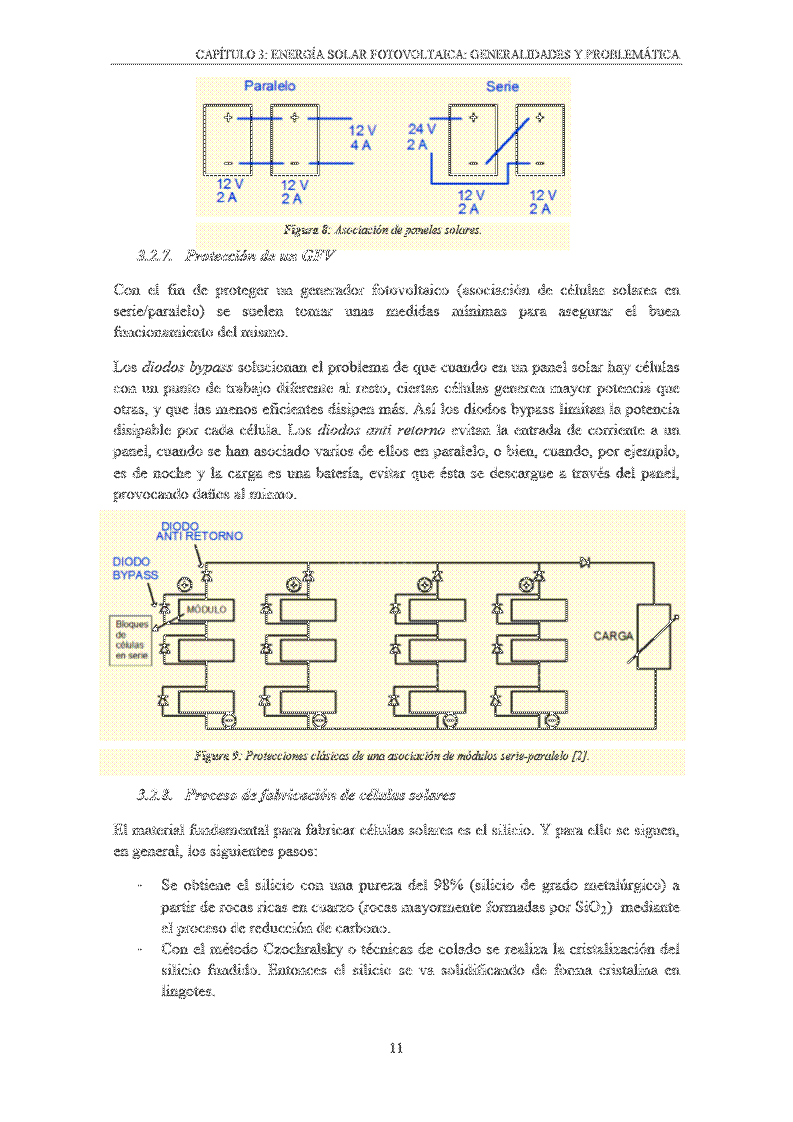 CAPÍTULO 3: ENERGÍA SOLAR FOTOVOLTAICA: GENERALIDADES Y PROBLEMÁTICA
Paralelo
Serie
+ +
12 V
4 A
- -
12 V
2 A
12 V
2 A
24 V
2 A
+ +
- -
12 V
2 A
12 V
2 A
Figura 8: Asociación de paneles solares.
3.2.7. Protección de un GFV
Con el fin de proteger un generador fotovoltaico (asociación de células solares en
serie/paralelo) se suelen tomar unas medidas mínimas para asegurar el buen
funcionamiento del mismo.
Los diodos bypass solucionan el problema de que cuando en un panel solar hay células
con un punto de trabajo diferente al resto, ciertas células generen mayor potencia que
otras, y que las menos eficientes disipen más. Así los diodos bypass limitan la potencia
disipable por cada célula. Los diodos anti retorno evitan la entrada de corriente a un
panel, cuando se han asociado varios de ellos en paralelo, o bien, cuando, por ejemplo,
es de noche y la carga es una batería, evitar que ésta se descargue a través del panel,
provocando daños al mismo.
DIODO
ANTI RETORNO
DIODO
BYPASS
MÓDULO
Bloques
de
células
en serie
CARGA
Figura 9: Protecciones clásicas de una asociación de módulos serie-paralelo [2].
3.2.8. Proceso de fabricación de células solares
El material fundamental para fabricar células solares es el silicio. Y para ello se siguen,
en general, los siguientes pasos:
- Se obtiene el silicio con una pureza del 98% (silicio de grado metalúrgico) a
partir de rocas ricas en cuarzo (rocas mayormente formadas por SiO2) mediante
el proceso de reducción de carbono.
- Con el método Czochralsky o técnicas de colado se realiza la cristalización del
silicio fundido. Entonces el silicio se va solidificando de forma cristalina en
lingotes.
11